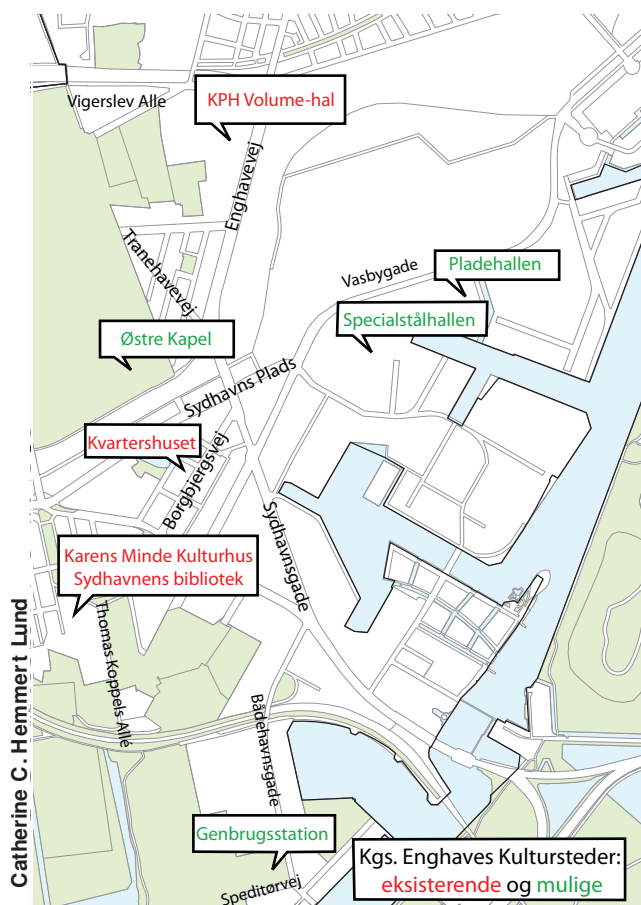 Vigerslev Alle
KPH Volume-hal
Enghavevej
Tranehavevej
Vasbygade
Pladehallen
Specialstålhallen
Østre Kapel
Sydhavns Plads
Kvartershuset
Borgbjergsvej
Sydhavnsgade
Karens Minde Kulturhus
Sydhavnens bibliotek
Thomas Koppels Allé
Bådehavnsgade
Genbrugsstation
Speditørvej
Kgs. Enghaves Kultursteder:
eksisterende og mulige
Catherine C. Hemmert Lund